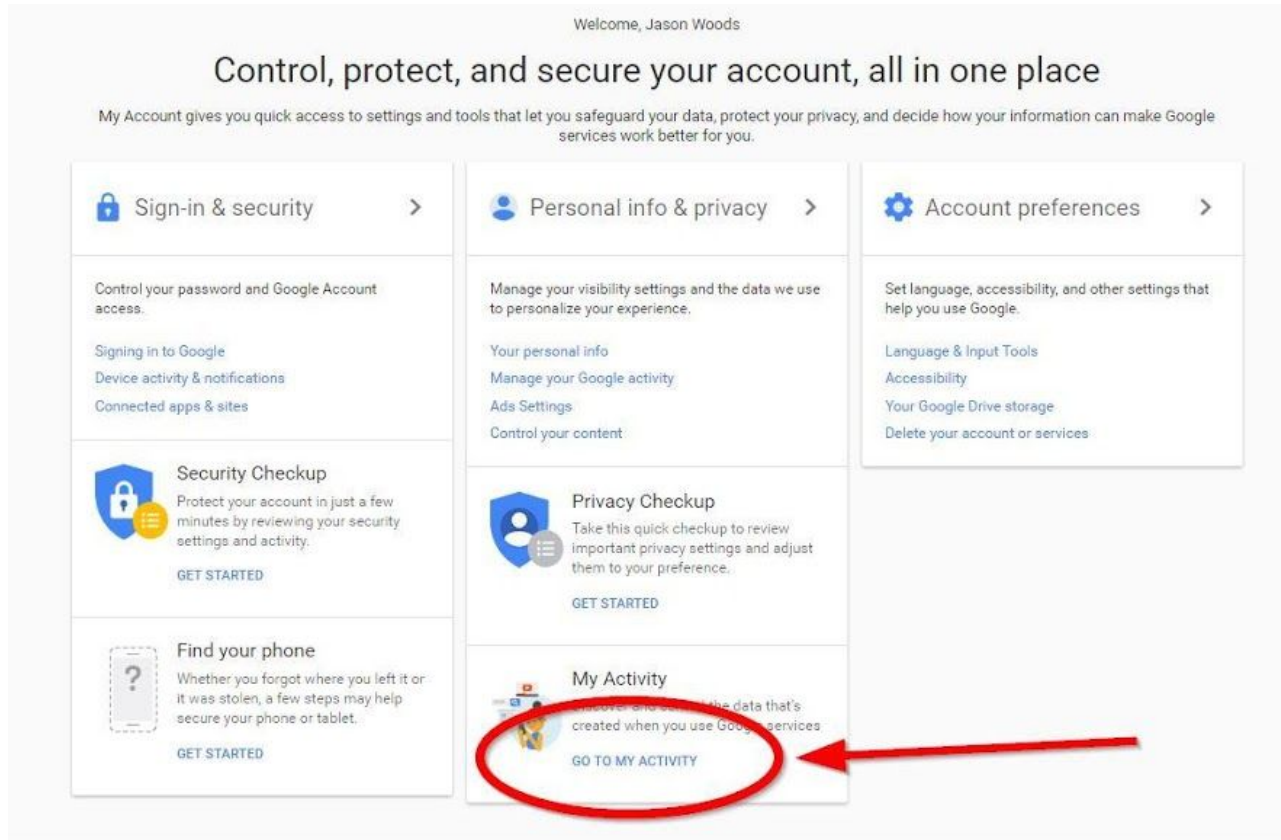 Welcome, Jason Woods
Control, protect, and secure your account, all in one place
My Account gives you quick access to settings and tools that let you safeguard your data, protect your privacy, and decide how your information can make Google
services work better for you.
Sign-in & security
Control your password and Google Account
access.
Signing in to Google
Device activity & notifications
Connected apps & sites
Security Checkup
Protect your account in just a few
minutes by reviewing your security
settings and activity.
GET STARTED
Find your phone
Whether you forgot where you left it or
it was stolen, a few steps may help
secure your phone or tablet.
GET STARTED
Personal info & privacy
Manage your visibility settings and the data we use
to personalize your experience.
Your personal info
Manage your Google activity
Ads Settings
Control your content
Privacy Checkup
Take this quick checkup to review
important privacy settings and adjust
them to your preference.
GET STARTED
My Activity
the data that's
created when you use Google services
GO TO MY ACTIVITY
Account preferences
Set language, accessibility, and other settings that
help you use Google.
Language & Input Tools
Accessibility
Your Google Drive storage
Delete your account or services